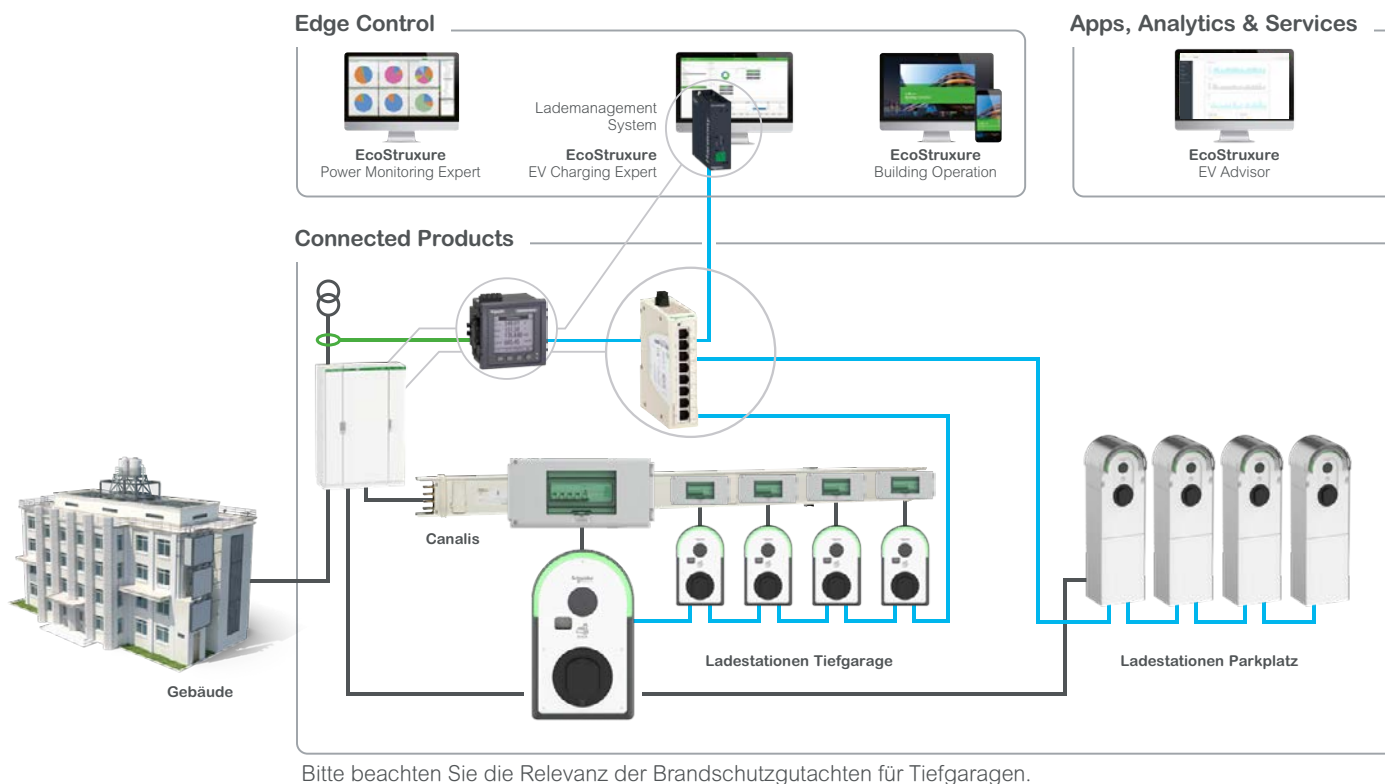 Edge Control
Apps, Analytics & Services
Lademanagement
System
EcoStruxure
Power Monitoring Expert
EcoStruxure
EV Charging Expert
EcoStruxure
Building Operation
EcoStruxure
EV Advisor
Connected Products
Canalis
Gebäude
Ladestationen Tiefgarage
Ladestationen Parkplatz
Bitte beachten Sie die Relevanz der Brandschutzgutachten für Tiefgaragen.